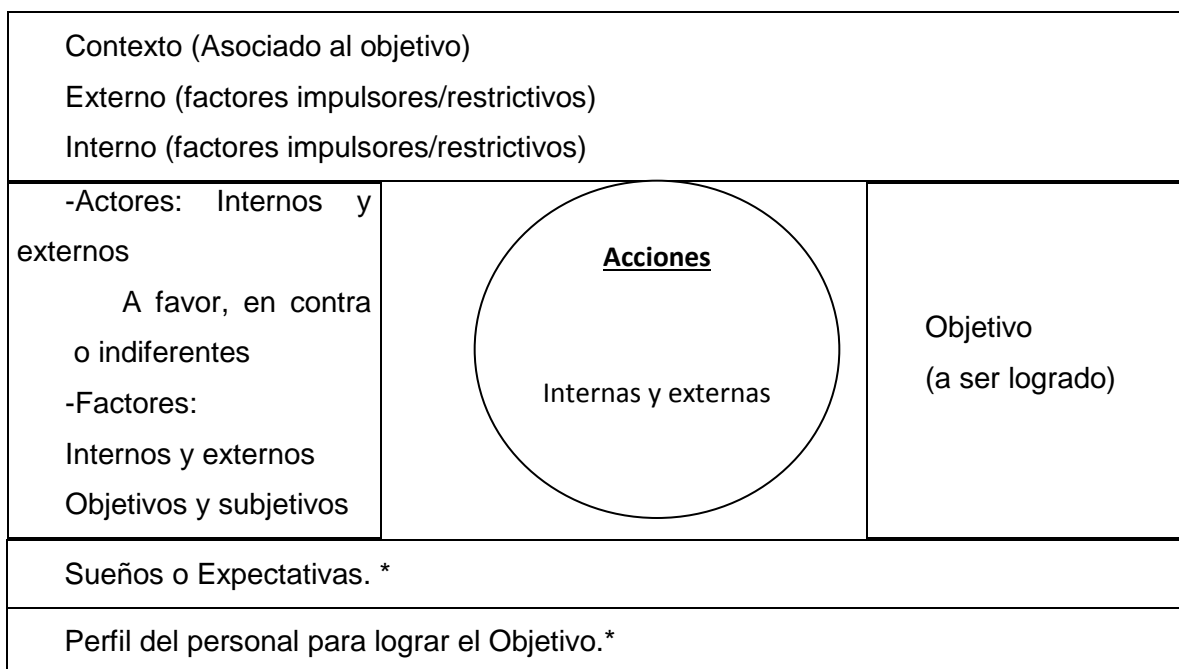 Contexto (Asociado al objetivo)
Externo (factores impulsores/restrictivos)
Interno (factores impulsores/restrictivos)
-Actores: Internos y
externos
A favor, en contra
o indiferentes
-Factores:
Internos y externos
Objetivos y subjetivos
Acciones
Internas y externas
Objetivo
(a ser logrado)
Sueños o Expectativas. *
Perfil del personal para lograr el Objetivo.*